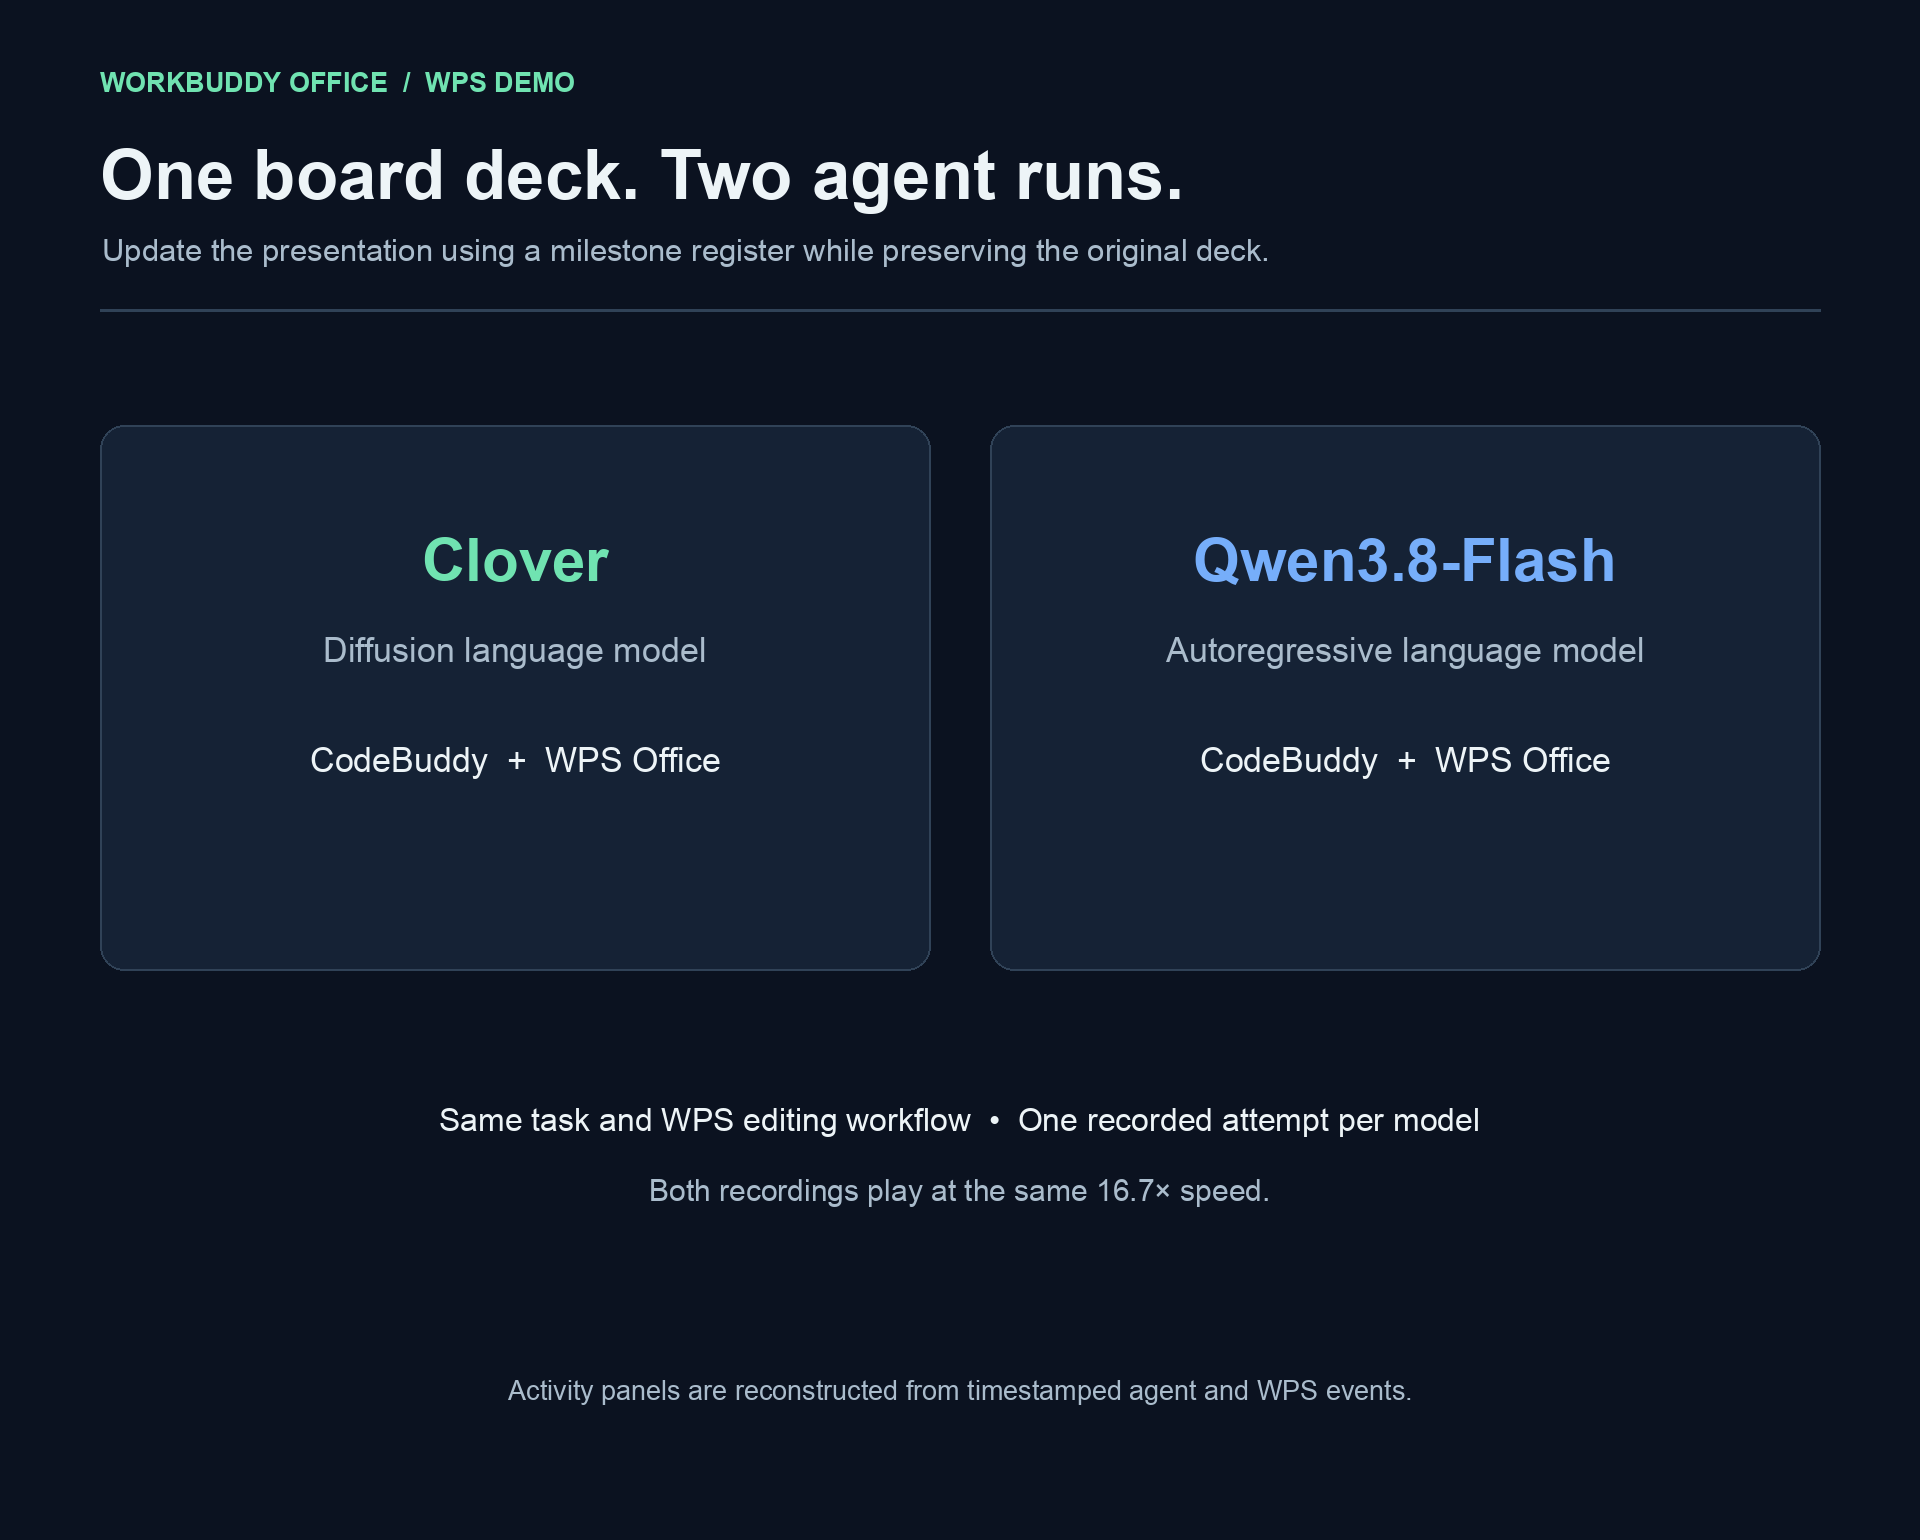 WORKBUDDY OFFICE / WPS DEMO
One board deck. Two agent runs.
Update the presentation using a milestone register while preserving the original deck.
Clover
Diffusion language model
CodeBuddy + WPS Office
Qwen3.8-Flash
Autoregressive language model
CodeBuddy + WPS Office
Same task and WPS editing workflow • One recorded attempt per model
Both recordings play at the same 16.7× speed.
Activity panels are reconstructed from timestamped agent and WPS events.